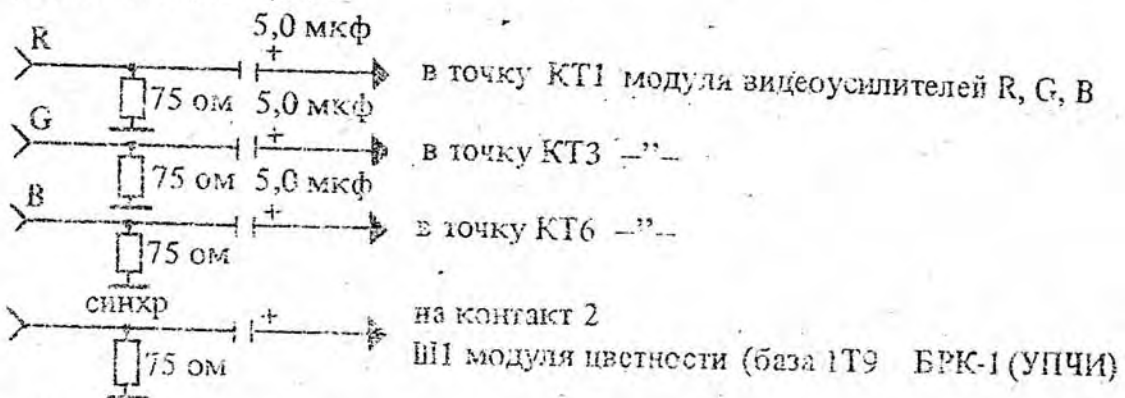 5,0 мкф
R
+
в точку КТ1 модуля видеоусилителей R, G, B
75 ом 5,0 мкф
G
+
в точку КТ3 –”–
75 ом 5,0 мкф
B
+
в точку КТ6 –”–
75 ом
синхр
+
на контакт 2
75 ом
Ш1 модуля цветности (база 1Т9 БРК-1 (УПЧИ)